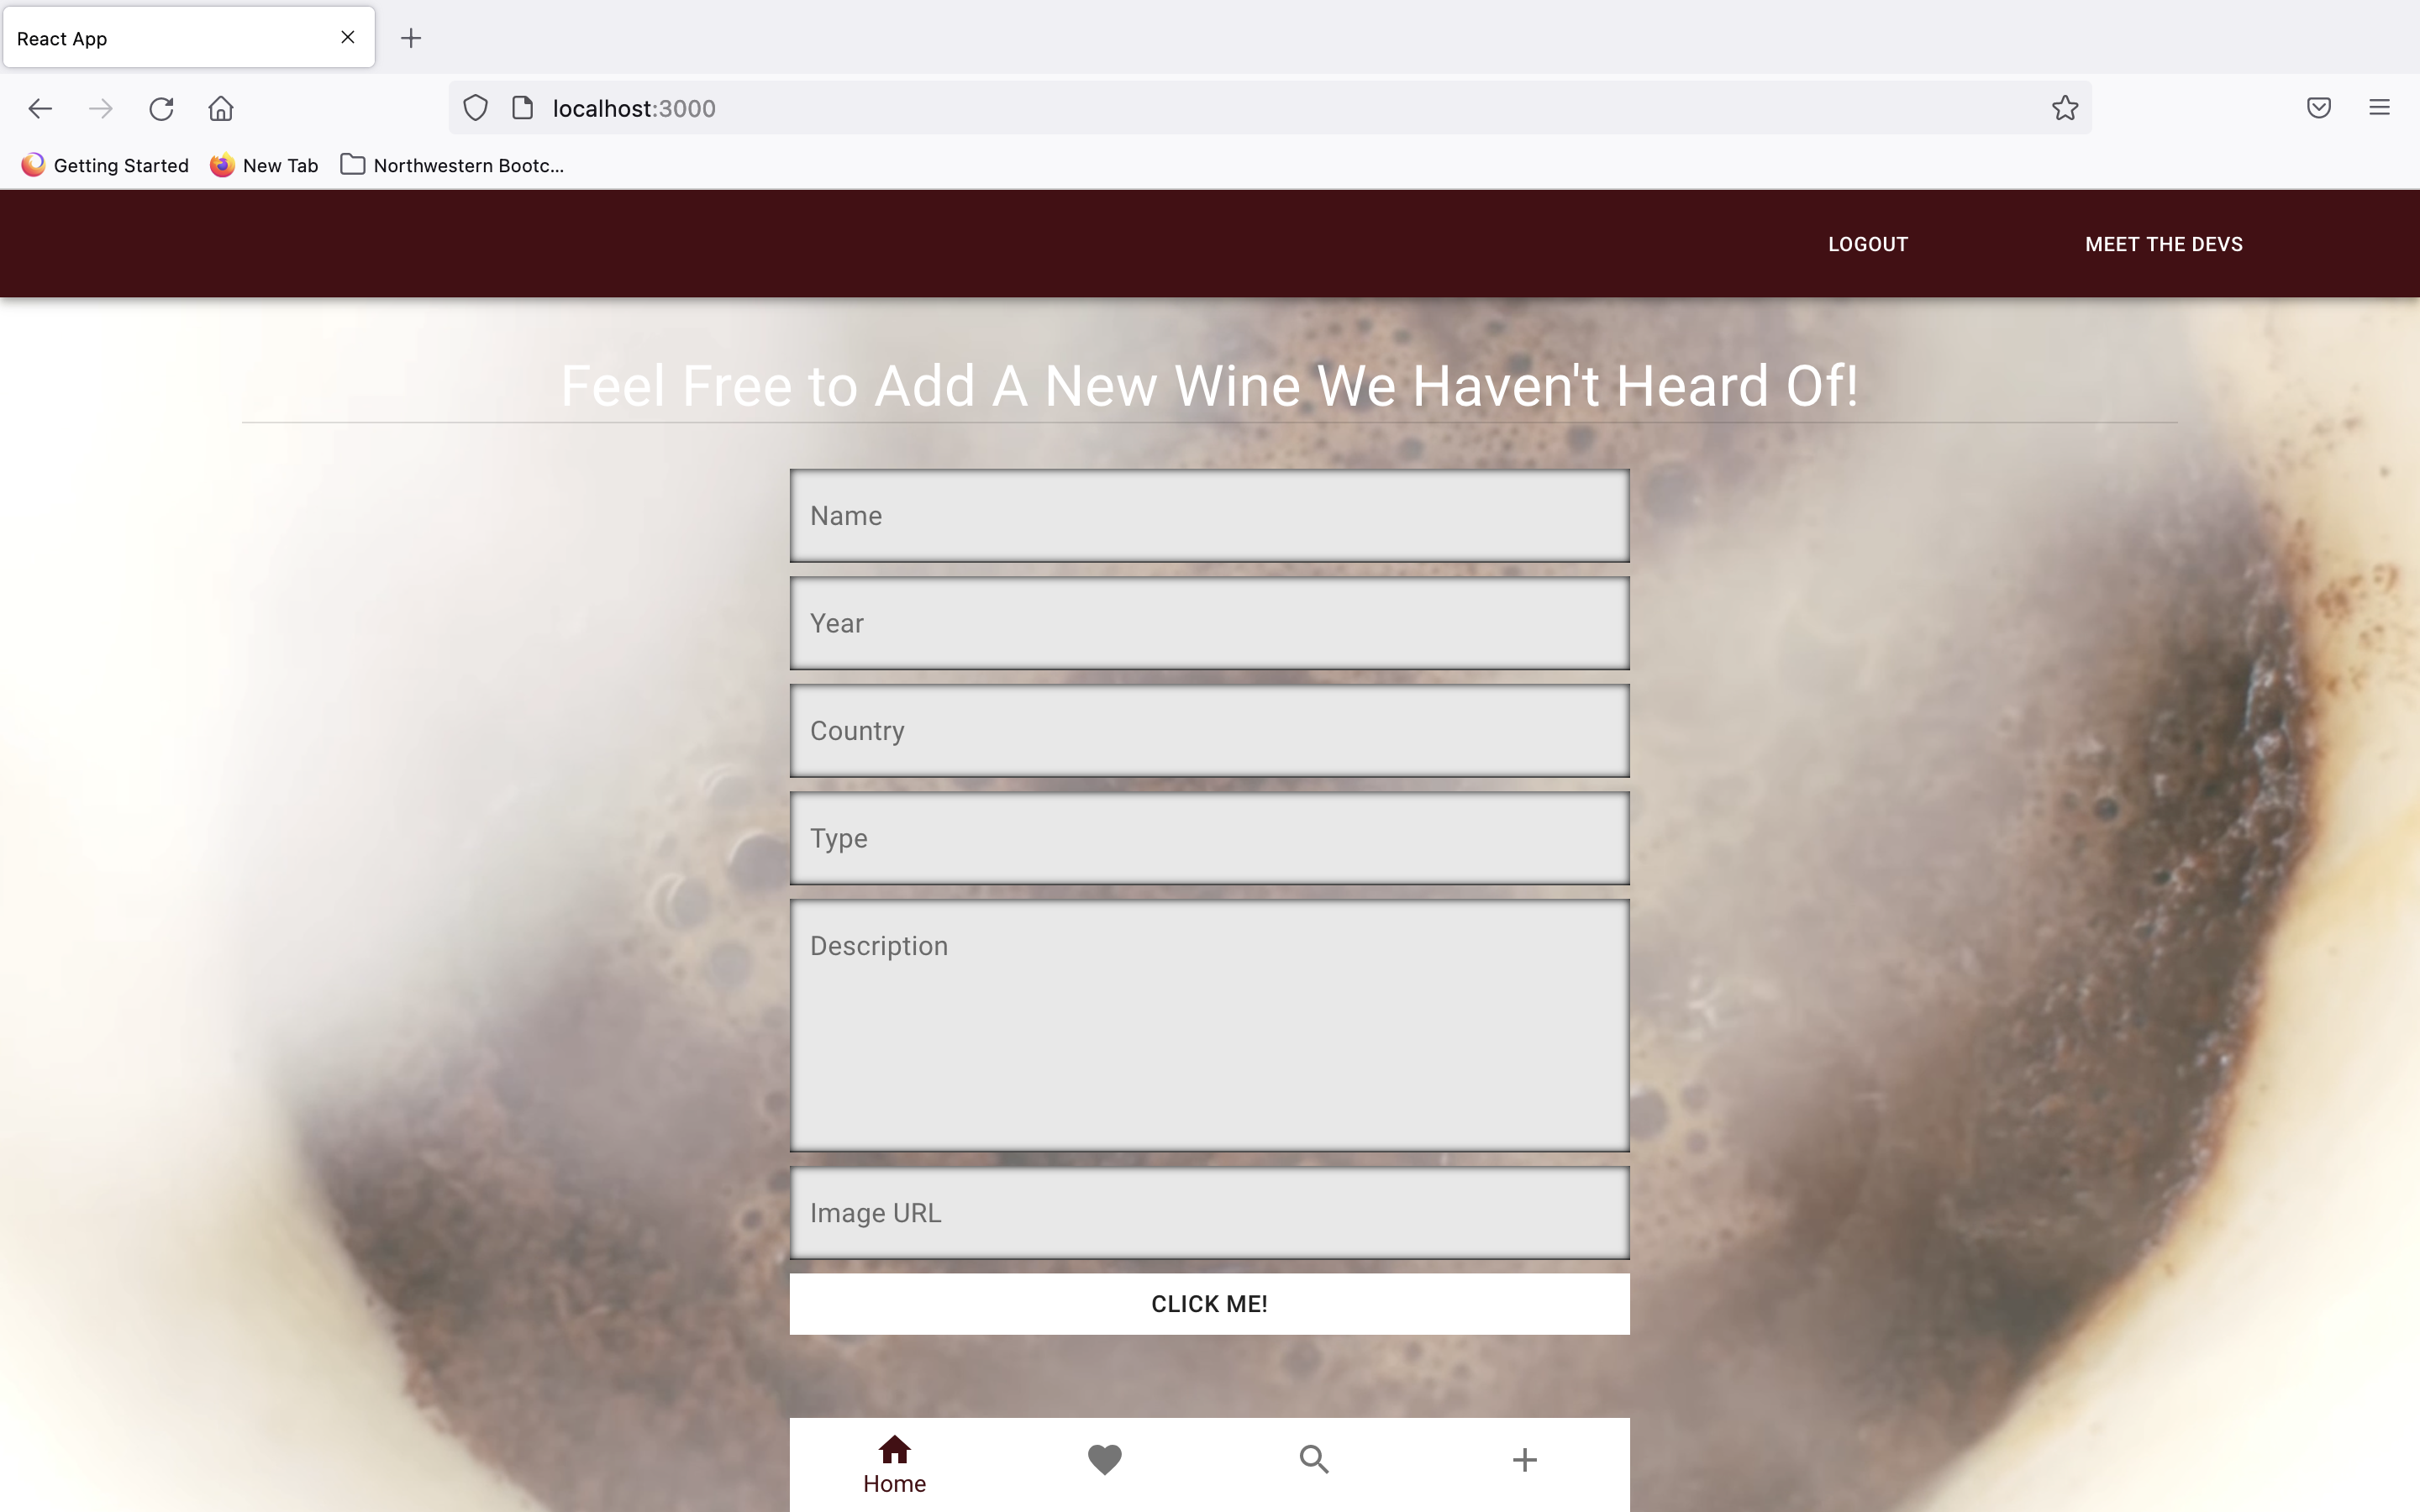 React App
localhost:3000
Getting Started New Tab Northwestern Bootc...
LOGOUT MEET THE DEVS
Feel Free to Add A New Wine We Haven't Heard Of!
Name
Year
Country
Type
Description
Image URL
CLICK ME!
Home